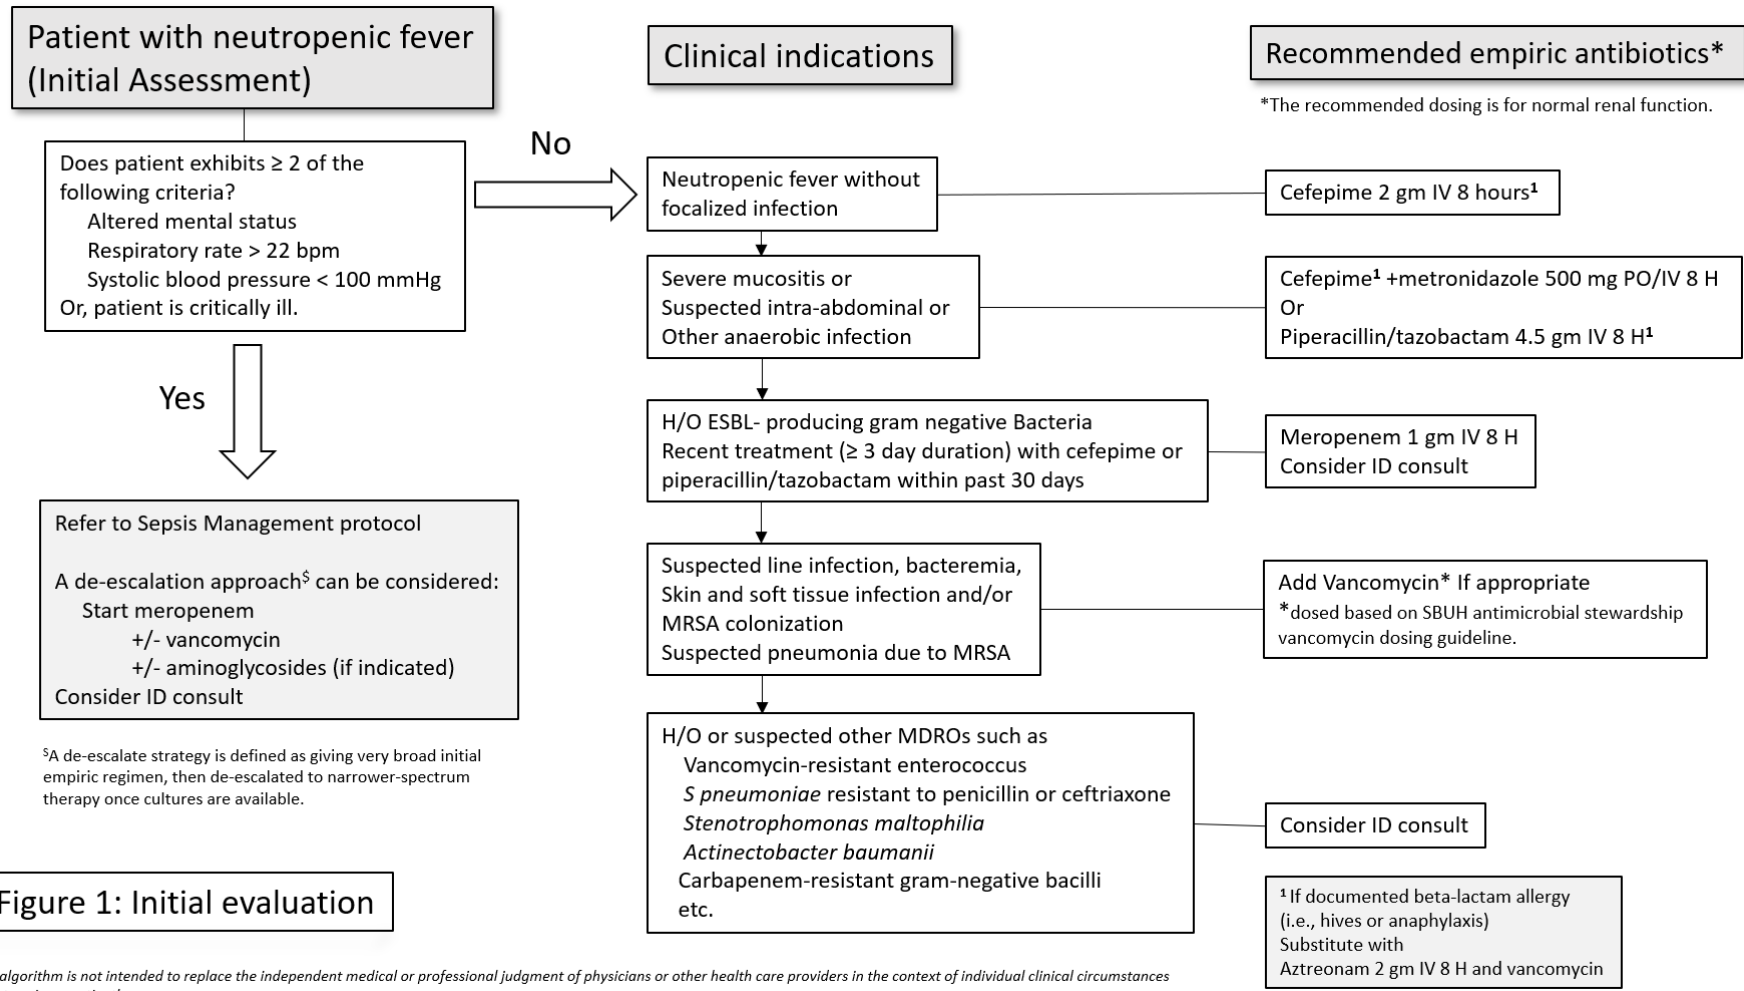 Patient with neutropenic fever
(Initial Assessment)
Does patient exhibits ≥ 2 of the
following criteria?
Altered mental status
Respiratory rate > 22 bpm
Systolic blood pressure < 100 mmHg
Or, patient is critically ill.
No
Yes
Refer to Sepsis Management protocol
A de-escalation approach$ can be considered:
Start meropenem
+/- vancomycin
+/- aminoglycosides (if indicated)
Consider ID consult
$A de-escalate strategy is defined as giving very broad initial
empiric regimen, then de-escalated to narrower-spectrum
therapy once cultures are available.
Figure 1: Initial evaluation
Clinical indications
Neutropenic fever without
focalized infection
Severe mucositis or
Suspected intra-abdominal or
Other anaerobic infection
H/O ESBL- producing gram negative Bacteria
Recent treatment (≥ 3 day duration) with cefepime or
piperacillin/tazobactam within past 30 days
Suspected line infection, bacteremia,
Skin and soft tissue infection and/or
MRSA colonization
Suspected pneumonia due to MRSA
H/O or suspected other MDROs such as
Vancomycin-resistant enterococcus
S pneumoniae resistant to penicillin or ceftriaxone
Stenotrophomonas maltophilia
Actinectobacter baumanii
Carbapenem-resistant gram-negative bacilli
etc.
Recommended empiric antibiotics*
*The recommended dosing is for normal renal function.
Cefepime 2 gm IV 8 hours1
Cefepime1 +metronidazole 500 mg PO/IV 8 H
Or
Piperacillin/tazobactam 4.5 gm IV 8 H1
Meropenem 1 gm IV 8 H
Consider ID consult
Add Vancomycin* If appropriate
*dosed based on SBUH antimicrobial stewardship
vancomycin dosing guideline.
Consider ID consult
1 If documented beta-lactam allergy
(i.e., hives or anaphylaxis)
Substitute with
Aztreonam 2 gm IV 8 H and vancomycin
algorithm is not intended to replace the independent medical or professional judgment of physicians or other health care providers in the context of individual clinical circumstances